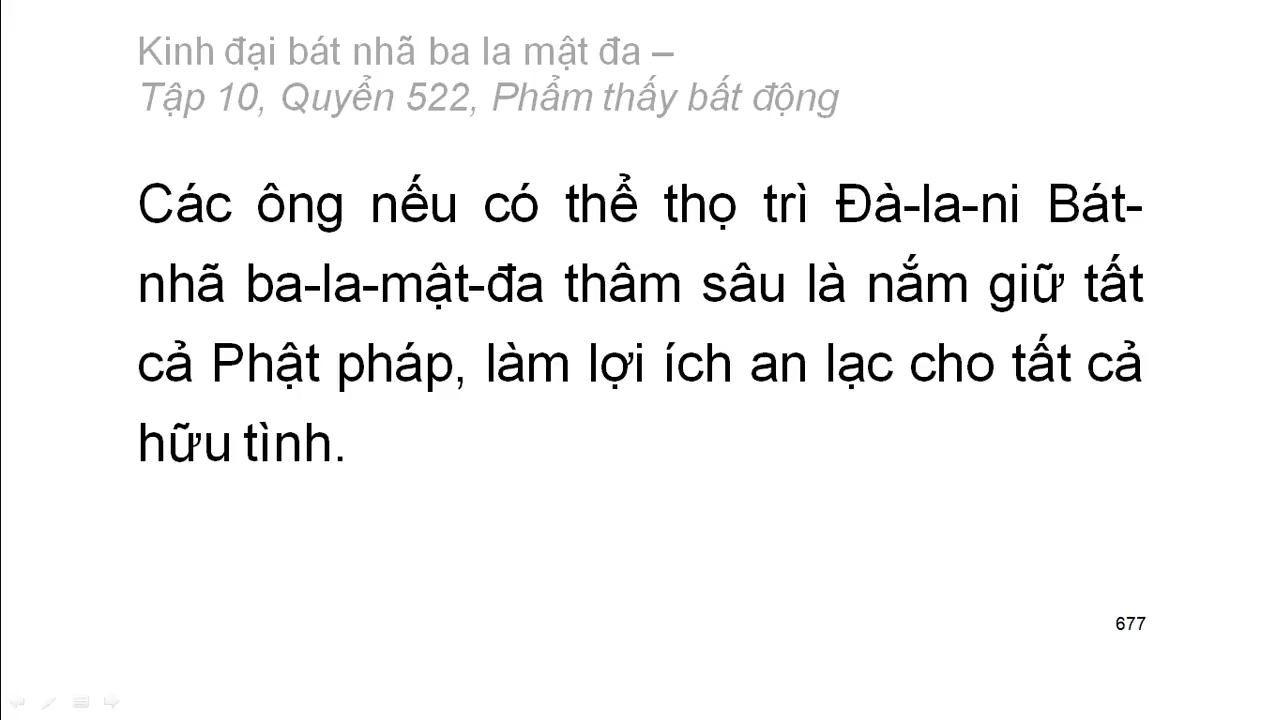 Kinh đại bát nhã ba la mật đa –
Tập 10, Quyển 522, Phẩm thấy bất động
Các ông nếu có thể thọ trì Đà-la-ni Bát-
nhã ba-la-mật-đa thâm sâu là nắm giữ tất
cả Phật pháp, làm lợi ích an lạc cho tất cả
hữu tình.
677